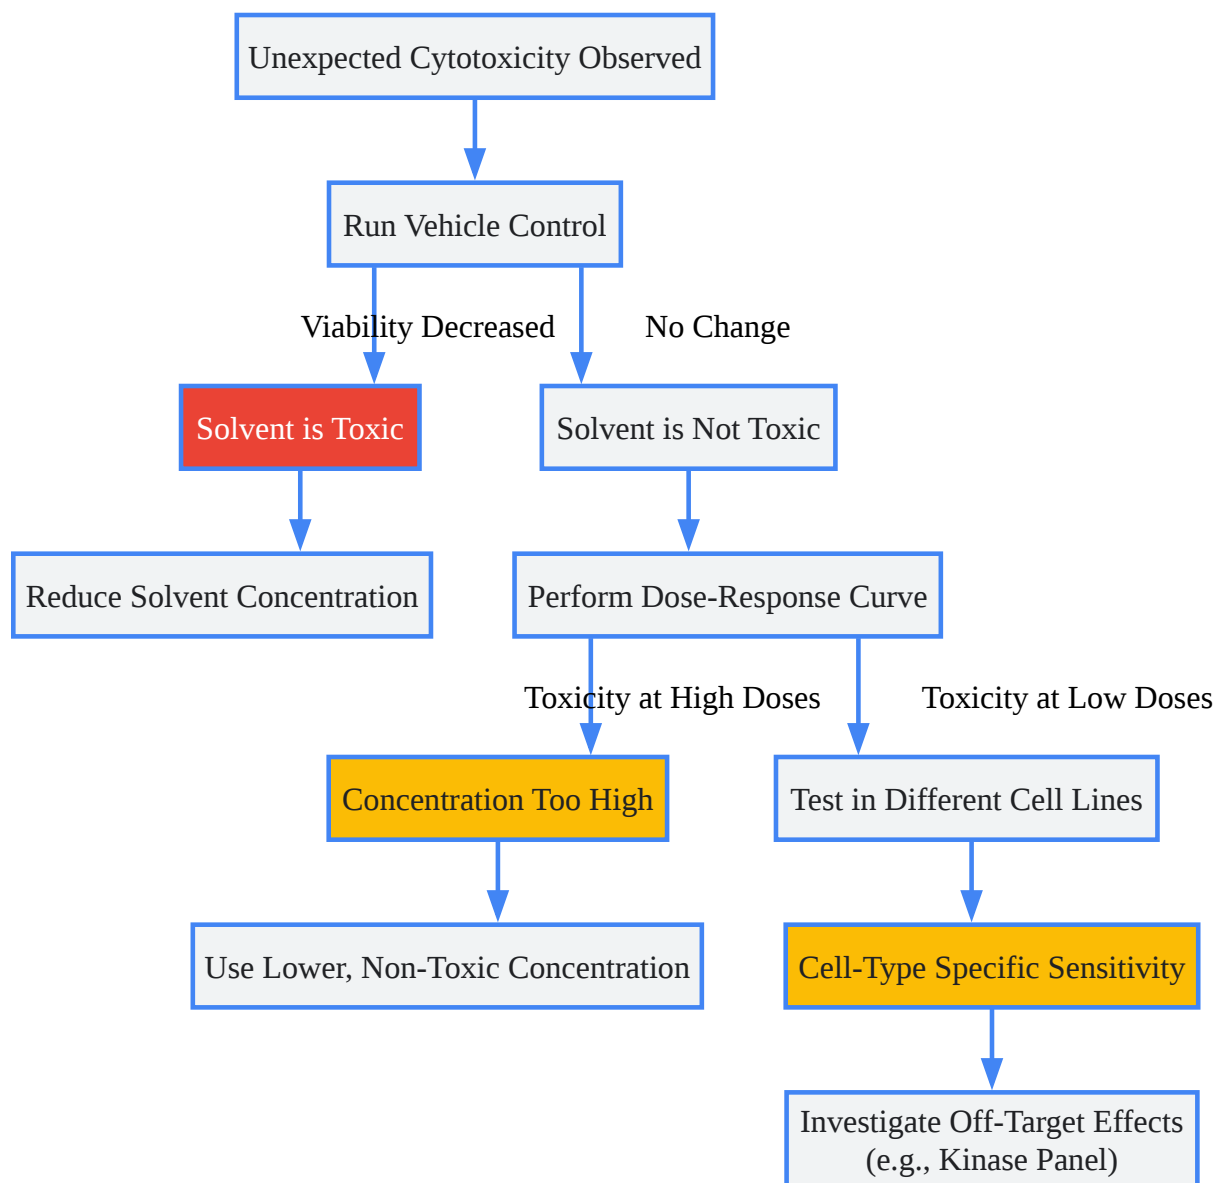 Unexpected Cytotoxicity Observed
Run Vehicle Control
Viability Decreased
No Change
Solvent is Toxic
Solvent is Not Toxic
Reduce Solvent Concentration
Perform Dose-Response Curve
Toxicity at High Doses
Toxicity at Low Doses
Concentration Too High
Test in Different Cell Lines
Use Lower, Non-Toxic Concentration
Cell-Type Specific Sensitivity
Investigate Off-Target Effects
(e.g., Kinase Panel)